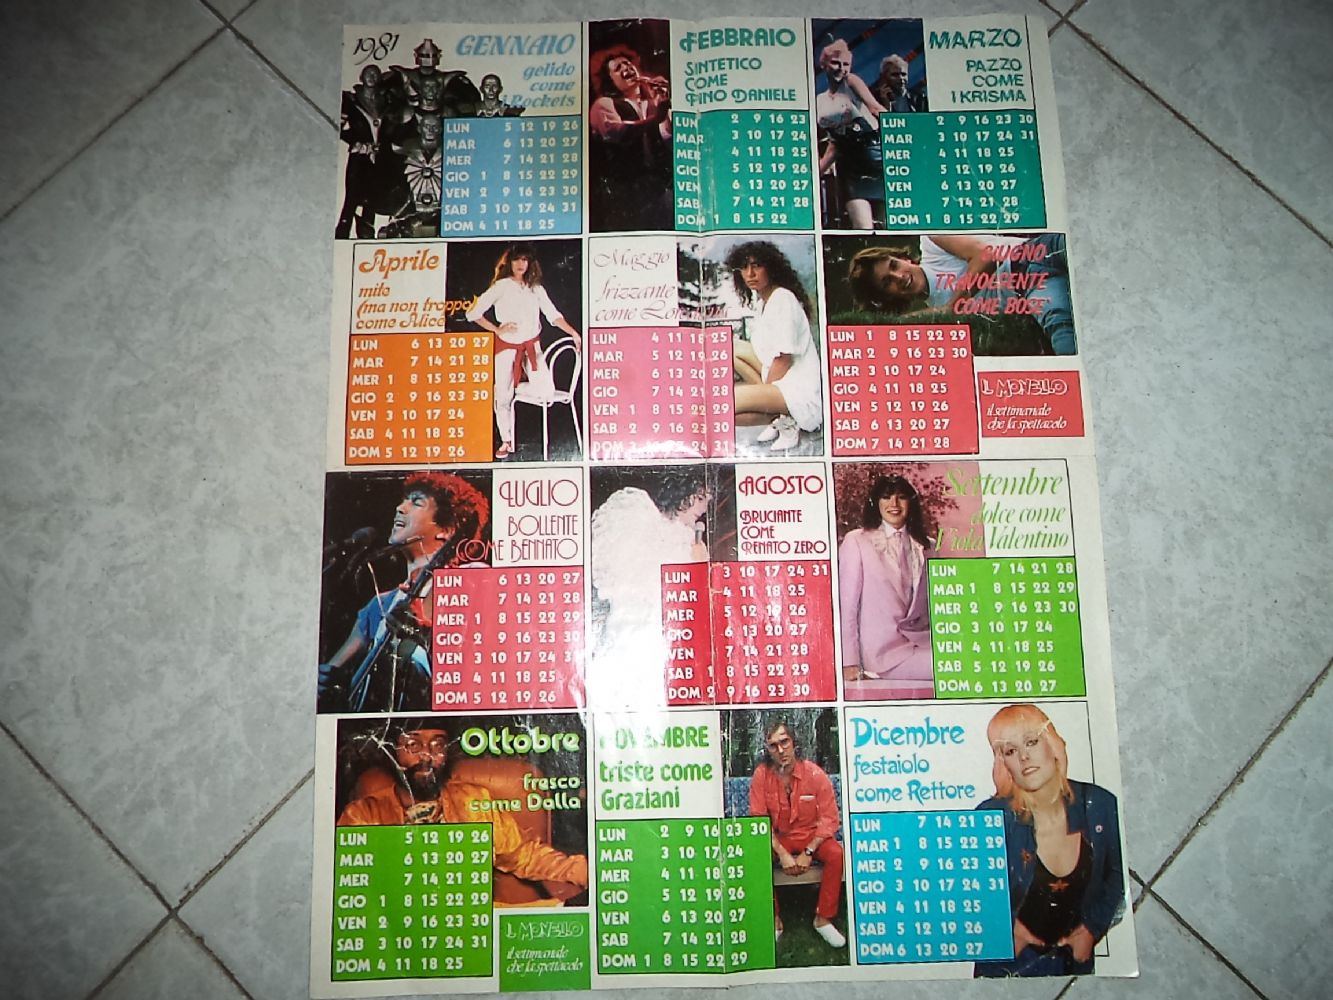 1981
GENNAIO
gelido
come
i Rockets
LUN 5 12 19 26
MAR 6 13 20 27
MER 7 14 21 28
GIO 1 8 15 22 29
VEN 2 9 16 23 30
SAB 3 10 17 24 31
DOM 4 11 18 25
FEBBRAIO
SINTETICO
COME
PINO DANIELE
LUN 2 9 16 23
MAR 3 10 17 24
MER 4 11 18 25
GIO 5 12 19 26
VEN 6 13 20 27
SAB 7 14 21 28
DOM 1 8 15 22
MARZO
PAZZO
COME
I KRISMA
LUN 2 9 16 23 30
MAR 3 10 17 24 31
MER 4 11 18 25
GIO 5 12 19 26
VEN 6 13 20 27
SAB 7 14 21 28
DOM 1 8 15 22 29
Aprile
mite
(ma non troppo)
come Alice
LUN 6 13 20 27
MAR 7 14 21 28
MER 1 8 15 22 29
GIO 2 9 16 23 30
VEN 3 10 17 24
SAB 4 11 18 25
DOM 5 12 19 26
Maggio
frizzante
come
LUN 4 11 18 25
MAR 5 12 19 26
MER 6 13 20 27
GIO 7 14 21 28
VEN 1 8 15 22 29
SAB 2 9 16 23 30
DOM 3 10 17 24 31
GIUGNO
TRAVOLGENTE
COME BOSE'
LUN 1 8 15 22 29
MAR 2 9 16 23 30
MER 3 10 17 24
GIO 4 11 18 25
VEN 5 12 19 26
SAB 6 13 20 27
DOM 7 14 21 28
IL MONELLO
il settimanale
che fa spettacolo
LUGLIO
BOLLENTE
COME BENNATO
LUN 6 13 20 27
MAR 7 14 21 28
MER 1 8 15 22 29
GIO 2 9 16 23 30
VEN 3 10 17 24 31
SAB 4 11 18 25
DOM 5 12 19 26
AGOSTO
BRUCIANTE
COME
RENATO ZERO
LUN 3 10 17 24 31
MAR 4 11 18 25
MER 5 12 19 26
GIO 6 13 20 27
VEN 7 14 21 28
SAB 1 8 15 22 29
DOM 2 9 16 23 30
Settembre
dolce come
Viola Valentino
LUN 7 14 21 28
MAR 1 8 15 22 29
MER 2 9 16 23 30
GIO 3 10 17 24
VEN 4 11 18 25
SAB 5 12 19 26
DOM 6 13 20 27
Ottobre
fresco
come Dalla
LUN 5 12 19 26
MAR 6 13 20 27
MER 7 14 21 28
GIO 1 8 15 22 29
VEN 2 9 16 23 30
SAB 3 10 17 24 31
DOM 4 11 18 25
IL MONELLO
il settimanale
che fa spettacolo
NOVEMBRE
triste come
Graziani
LUN 2 9 16 23 30
MAR 3 10 17 24
MER 4 11 18 25
GIO 5 12 19 26
VEN 6 13 20 27
SAB 7 14 21 28
DOM 1 8 15 22 29
Dicembre
festaiolo
come Rettore
LUN 7 14 21 28
MAR 1 8 15 22 29
MER 2 9 16 23 30
GIO 3 10 17 24 31
VEN 4 11 18 25
SAB 5 12 19 26
DOM 6 13 20 27